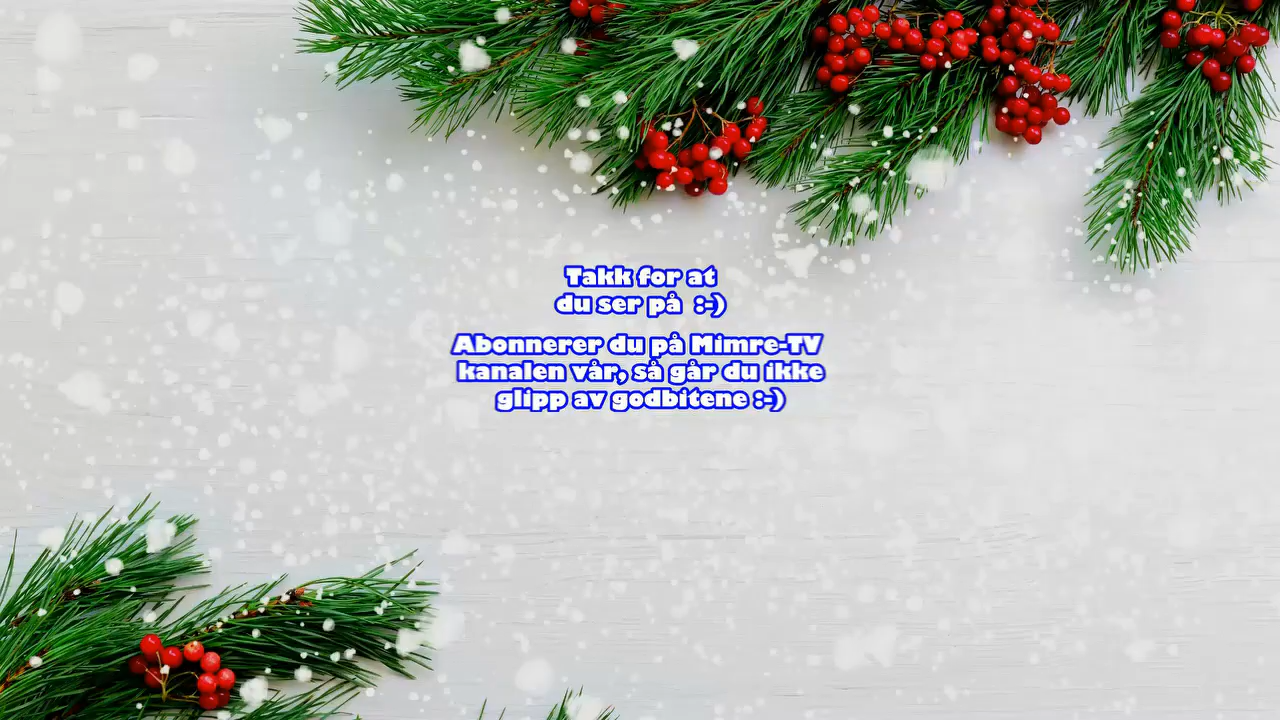 Takk for at
du ser på :-)
Abonnerer du på Mimre-TV
kanalen vår, så går du ikke
glipp av godbitene :-)